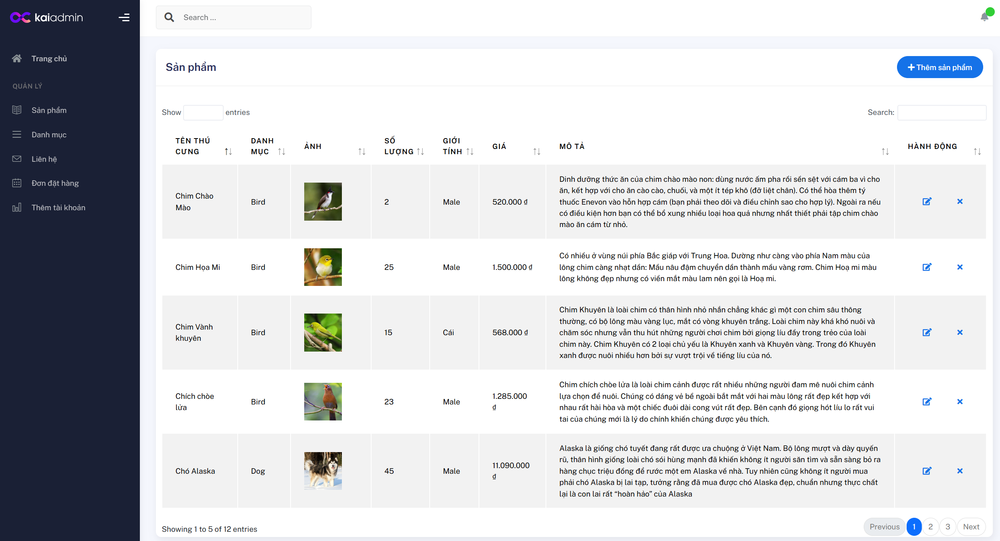 kaiadmin
Search ...
Trang chủ
QUẢN LÝ
Sản phẩm
Danh mục
Liên hệ
Đơn đặt hàng
Thêm tài khoản
Sản phẩm
Thêm sản phẩm
Show entries
Search:
TÊN THÚ
CƯNG
DANH
MỤC
ẢNH
SỐ
LƯỢNG
GIỚI
TÍNH
GIÁ
MÔ TẢ
HÀNH ĐỘNG
Chim Chào
Mào
Bird
2
Male
520.000 ₫
Dinh dưỡng thức ăn của chim chào mào non: dùng nước ấm pha rồi sền sệt với cám ba vì cho
ăn, kết hợp với cho ăn cào cào, chuối, và một ít tép khô (đỡ liệt chân). Có thể hòa thêm tý
thuốc Enevon vào hỗn hợp cám (bạn phải theo dõi và điều chỉnh sao cho hợp lý). Ngoài ra nếu
có điều kiện hơn bạn có thể bổ xung nhiều loại hoa quả nhưng nhất thiết phải tập chim chào
mào ăn cám từ nhỏ.
Chim Họa Mi
Bird
25
Male
1.500.000 ₫
Có nhiều ở vùng núi phía Bắc giáp với Trung Hoa. Dường như càng vào phía Nam màu của
lông chim càng nhạt dần: Mầu nâu đậm chuyển dần thành mầu vàng rơm. Chim Hoạ mi màu
lông không đẹp nhưng có viền mắt màu lam nên gọi là Hoạ mi.
Chim Vành
khuyên
Bird
15
Cái
568.000 ₫
Chim Khuyên là loài chim có thân hình nhỏ nhắn chẳng khác gì một con chim sâu thông
thường, có bộ lông màu vàng lục, mắt có vòng khuyên trắng. Loài chim này khá khó nuôi và
chăm sóc nhưng vẫn thu hút những người chơi chim bởi giọng líu đầy trong trẻo của loài
chim này. Chim Khuyên có 2 loại chủ yếu là Khuyên xanh và Khuyên vàng. Trong đó Khuyên
xanh được nuôi nhiều hơn bởi sự vượt trội về tiếng líu của nó.
Chích chòe
lửa
Bird
23
Male
1.285.000
₫
Chim chích chòe lửa là loài chim cảnh được rất nhiều những người đam mê nuôi chim cảnh
lựa chọn để nuôi. Chúng có dáng vẻ bề ngoài bắt mắt với hai màu lông rất đẹp kết hợp với
nhau rất hài hòa và một chiếc đuôi dài cong vút rất đẹp. Bên cạnh đó giọng hót líu lo rất vui
tai của chúng mới là lý do chính khiến chúng được yêu thích.
Chó Alaska
Dog
45
Male
11.090.000
₫
Alaska là giống chó tuyết đang rất được ưa chuộng ở Việt Nam. Bộ lông mượt và dày quyến
rũ, thân hình giống loài chó sói hùng mạnh đã khiến không ít người săn tìm và sẵn sàng bỏ ra
hàng chục triệu đồng để rước một em Alaska về nhà. Tuy nhiên cũng không ít người mua
phải chó Alaska bị lai tạp, tưởng rằng đã mua được chó Alaska đẹp, chuẩn nhưng thực chất
lại là con lai rất “hoàn hảo” của Alaska
Showing 1 to 5 of 12 entries
Previous 1 2 3 Next